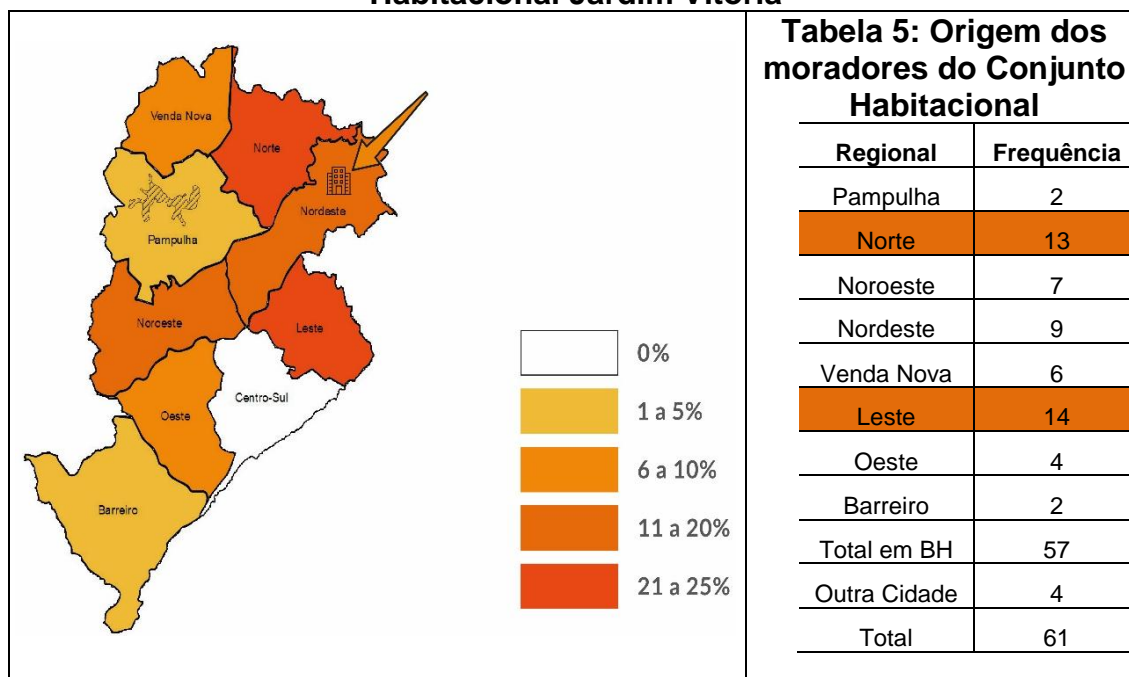 Habitacional Jardim Vitória
Venda Nova
Norte
Nordeste
Pampulha
Noroeste
Leste
Centro-Sul
Oeste
Barreiro
0%
1 a 5%
6 a 10%
11 a 20%
21 a 25%
Tabela 5: Origem dos
moradores do Conjunto
Habitacional
Regional Frequência
Pampulha 2
Norte 13
Noroeste 7
Nordeste 9
Venda Nova 6
Leste 14
Oeste 4
Barreiro 2
Total em BH 57
Outra Cidade 4
Total 61